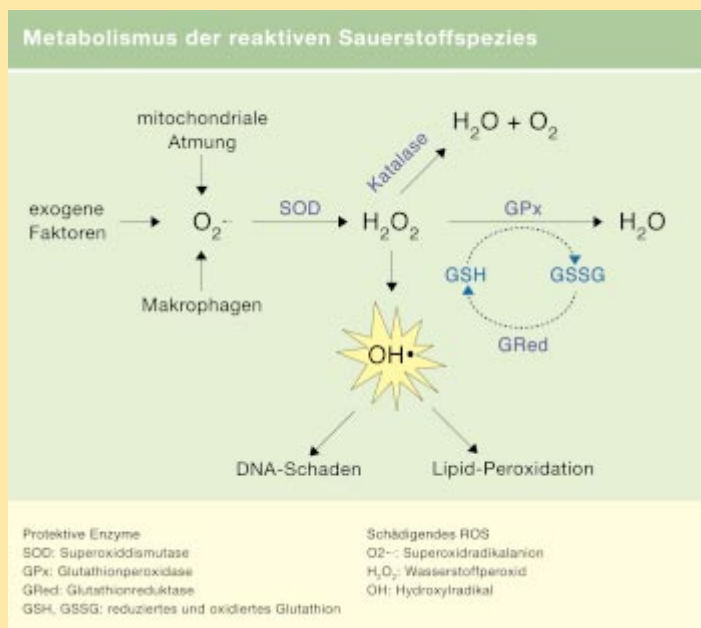 Metabolismus der reaktiven Sauerstoffspezies
mitochondriale
Atmung
H₂O + O₂
Katalase
exogene
Faktoren
O₂·−
SOD
H₂O₂
GPx
H₂O
GSH
GSSG
Makrophagen
GRed
OH•
DNA-Schaden
Lipid-Peroxidation
Protektive Enzyme
SOD: Superoxiddismutase
GPx: Glutathionperoxidase
GRed: Glutathionreduktase
GSH, GSSG: reduziertes und oxidiertes Glutathion
Schädigendes ROS
O2·−: Superoxidradikalanion
H₂O₂: Wasserstoffperoxid
OH: Hydroxylradikal